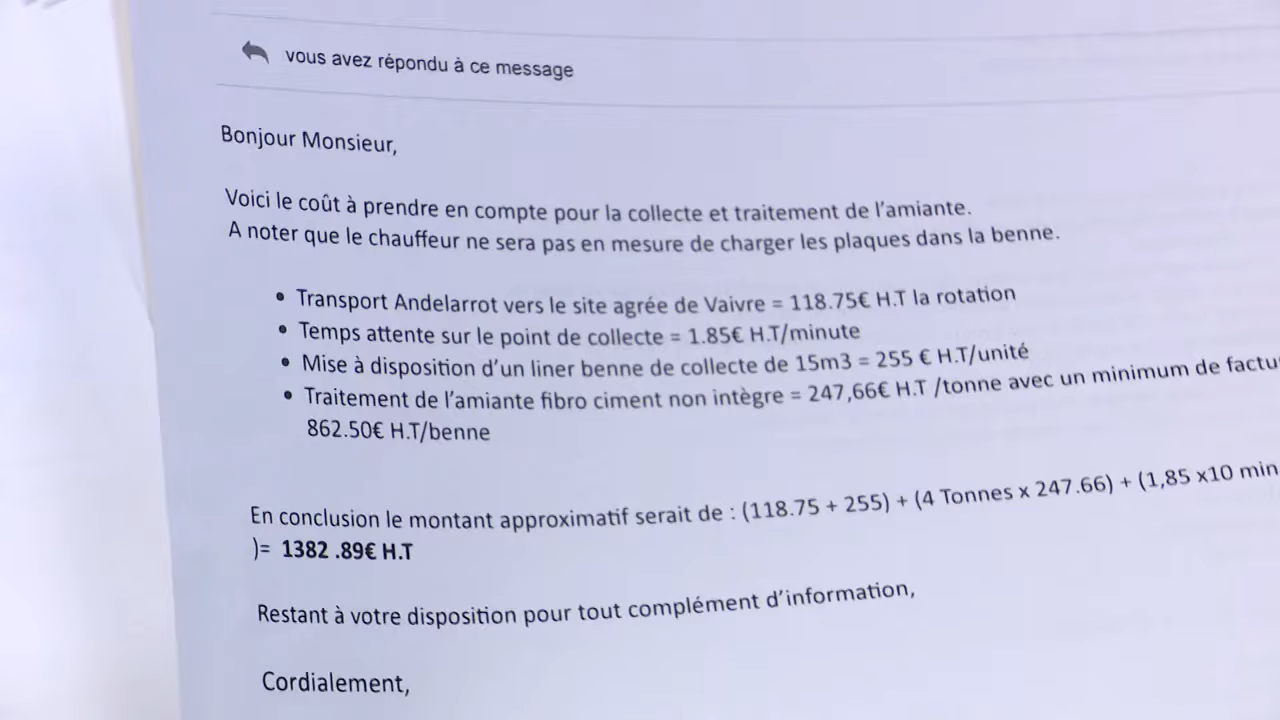 vous avez répondu à ce message
Bonjour Monsieur,
Voici le coût à prendre en compte pour la collecte et traitement de l'amiante.
A noter que le chauffeur ne sera pas en mesure de charger les plaques dans la benne.
• Transport Andelarrot vers le site agrée de Vaivre = 118.75€ H.T la rotation
• Temps attente sur le point de collecte = 1.85€ H.T/minute
• Mise à disposition d'un liner benne de collecte de 15m3 = 255 € H.T/unité
• Traitement de l'amiante fibro ciment non intègre = 247,66€ H.T /tonne avec un minimum de
862.50€ H.T/benne
En conclusion le montant approximatif serait de : (118.75 + 255) + (4 Tonnes x 247.66) + (1,85 x10 min
)= 1382 .89€ H.T
Restant à votre disposition pour tout complément d'information,
Cordialement,